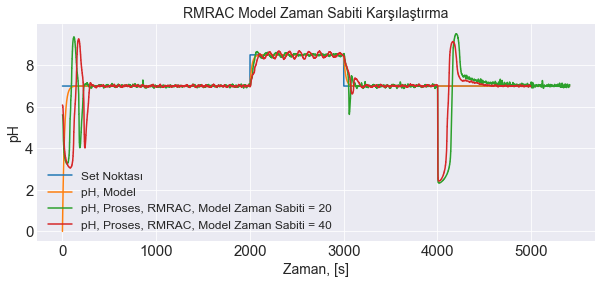 RMRAC Model Zaman Sabiti Karşılaştırma
pH
8
6
4
2
0
Set Noktası
pH, Model
pH, Proses, RMRAC, Model Zaman Sabiti = 20
pH, Proses, RMRAC, Model Zaman Sabiti = 40
0 1000 2000 3000 4000 5000
Zaman, [s]